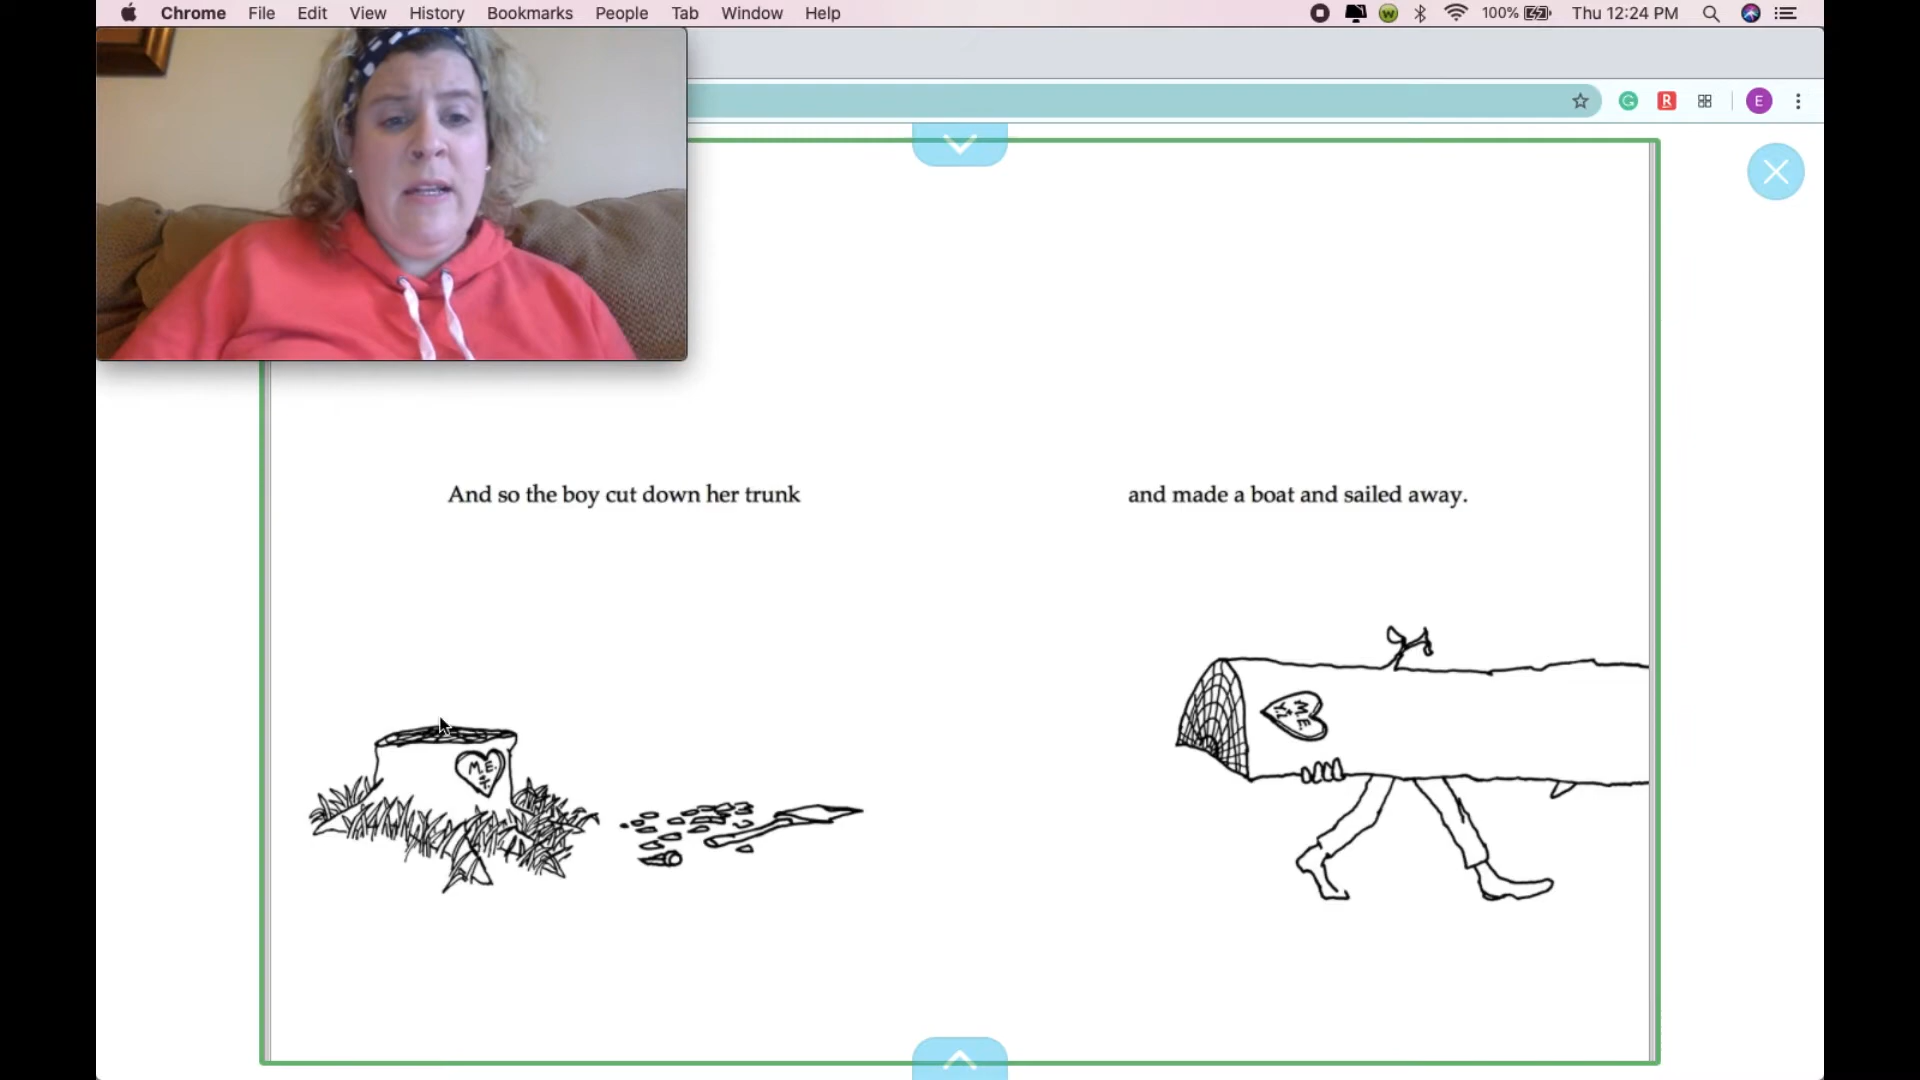 Chrome File Edit View History Bookmarks People Tab Window Help
100% Thu 12:24 PM
E
And so the boy cut down her trunk
and made a boat and sailed away.
M.E.
+
T.
M.E.
+
Y.L.